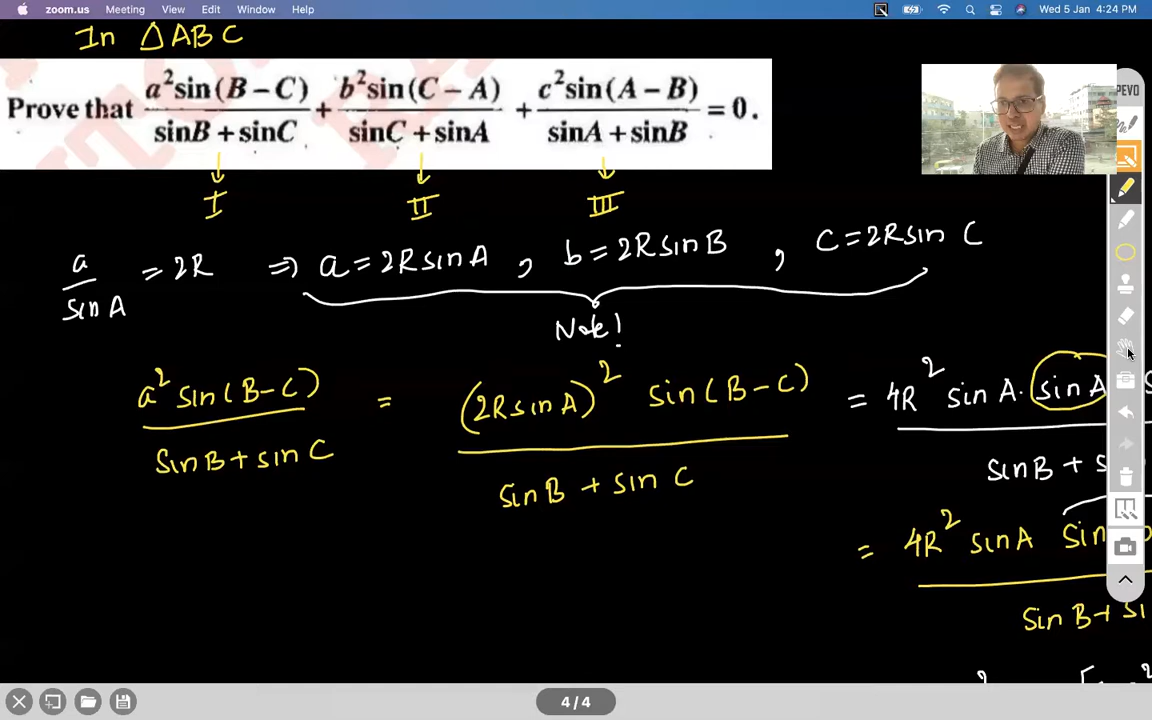 zoom.us Meeting View Edit Window Help Wed 5 Jan 4:24 PM
In △ABC
Prove that a²sin(B−C)/(sinB+sinC) + b²sin(C−A)/(sinC+sinA) + c²sin(A−B)/(sinA+sinB) = 0.
I II III
a/sinA = 2R ⇒ a=2RsinA, b=2RsinB, c=2Rsin C
Note!
a² sin(B-C)/(sinB+sinC) = (2RsinA)² sin(B-C)/(sinB + sin C) = 4R² sinA. sinA
sinB + s
= 4R² sinA Sin
SinB+ Si
EVO
4/4